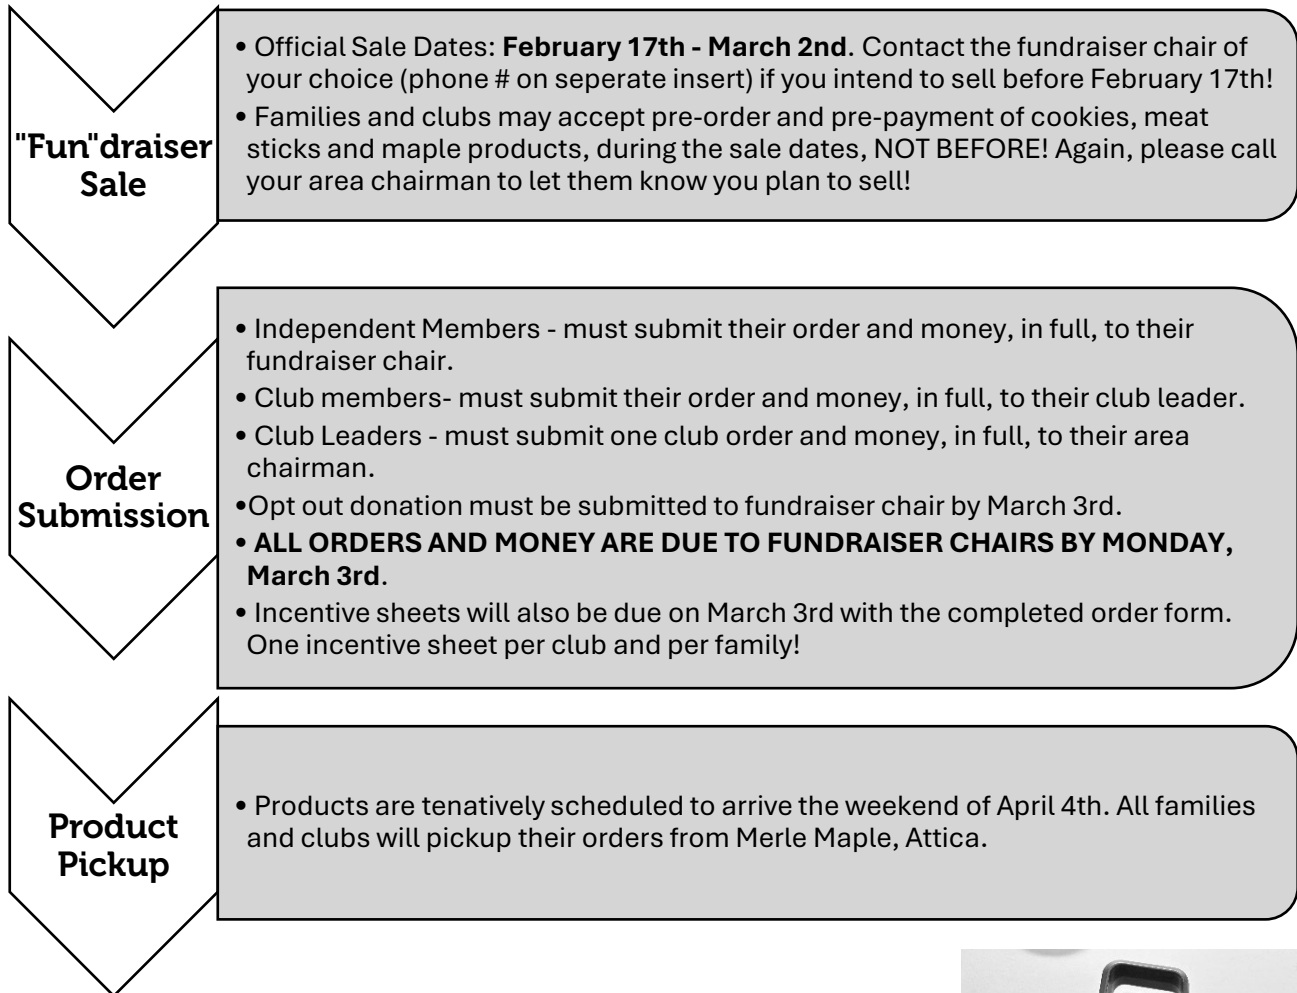 "Fun"draiser
Sale
• Official Sale Dates: February 17th - March 2nd. Contact the fundraiser chair of
your choice (phone # on seperate insert) if you intend to sell before February 17th!
• Families and clubs may accept pre-order and pre-payment of cookies, meat
sticks and maple products, during the sale dates, NOT BEFORE! Again, please call
your area chairman to let them know you plan to sell!
Order
Submission
• Independent Members - must submit their order and money, in full, to their
fundraiser chair.
• Club members- must submit their order and money, in full, to their club leader.
• Club Leaders - must submit one club order and money, in full, to their area
chairman.
•Opt out donation must be submitted to fundraiser chair by March 3rd.
• ALL ORDERS AND MONEY ARE DUE TO FUNDRAISER CHAIRS BY MONDAY,
March 3rd.
• Incentive sheets will also be due on March 3rd with the completed order form.
One incentive sheet per club and per family!
Product
Pickup
• Products are tenatively scheduled to arrive the weekend of April 4th. All families
and clubs will pickup their orders from Merle Maple, Attica.